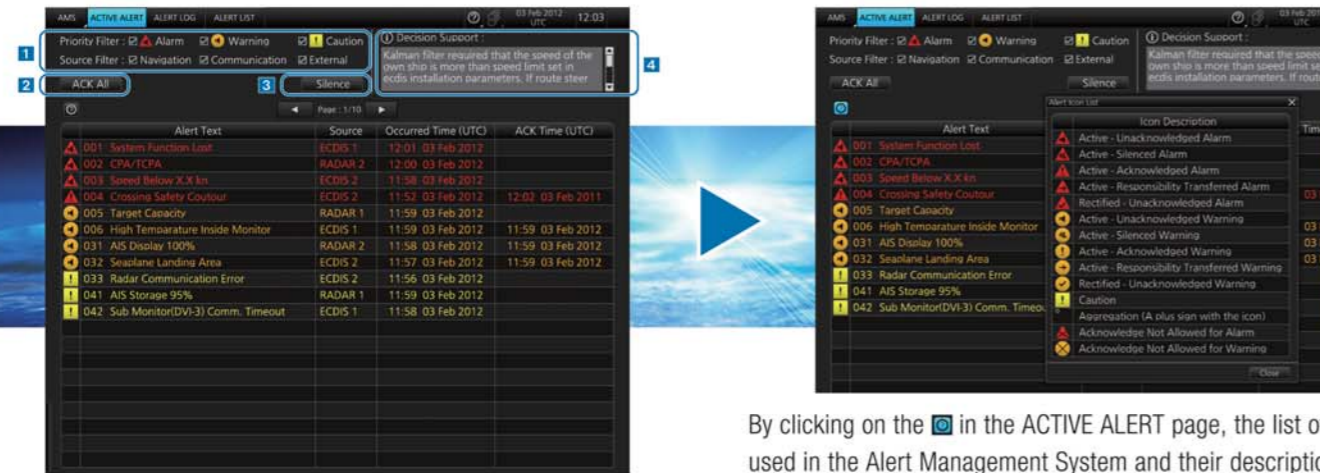 AMS ACTIVE ALERT ALERT LOG ALERT LIST 03 Feb 2012 UTC 12:03
1
Priority Filter : Alarm Warning Caution
Source Filter : Navigation Communication External
Decision Support :
Kalman filter required that the speed of the
own ship is more than speed limit set in
ecdis installation parameters. If route steer
4
2 ACK All 3 Silence
Page : 1/10
Alert Text Source Occurred Time (UTC) ACK Time (UTC)
001 System Function Lost ECDIS 1 12:01 03 Feb 2012
002 CPA/TCPA RADAR 2 12:00 03 Feb 2012
003 Speed Below X.X kn ECDIS 2 11:58 03 Feb 2012
004 Crossing Safety Coutour ECDIS 2 11:52 03 Feb 2012 12:02 03 Feb 2011
005 Target Capacity RADAR 1 11:59 03 Feb 2012
006 High Temparature Inside Monitor ECDIS 1 11:59 03 Feb 2012 11:59 03 Feb 2012
031 AIS Display 100% RADAR 2 11:58 03 Feb 2012 11:59 03 Feb 2012
032 Seaplane Landing Area ECDIS 2 11:57 03 Feb 2012 11:59 03 Feb 2012
033 Radar Communication Error ECDIS 2 11:56 03 Feb 2012
041 AIS Storage 95% RADAR 1 11:59 03 Feb 2012
042 Sub Monitor(DVI-3) Comm. Timeout ECDIS 1 11:58 03 Feb 2012
AMS ACTIVE ALERT ALERT LOG ALERT LIST 03 Feb 20 UTC
Priority Filter : Alarm Warning Caution
Source Filter : Navigation Communication External
Decision Support :
Kalman filter required that the speed
own ship is more than speed limit se
ecdis installation parameters. If rout
ACK All Silence
Alert Text Tim
001 System Function Lost
002 CPA/TCPA
003 Speed Below X.X kn
004 Crossing Safety Coutour 03
005 Target Capacity
006 High Temparature Inside Monitor 03
031 AIS Display 100% 03
032 Seaplane Landing Area 03
033 Radar Communication Error
041 AIS Storage 95%
042 Sub Monitor(DVI-3) Comm. Timeou
Alert Icon List X
Icon Description
Active - Unacknowledged Alarm
Active - Silenced Alarm
Active - Acknowledged Alarm
Active - Responsibility Transferred Alarm
Rectified - Unacknowledged Alarm
Active - Unacknowledged Warning
Active - Silenced Warning
Active - Acknowledged Warning
Active - Responsibility Transferred Warning
Rectified - Unacknowledged Warning
Caution
Aggregation (A plus sign with the icon)
Acknowledge Not Allowed for Alarm
Acknowledge Not Allowed for Warning
Close
By clicking on the in the ACTIVE ALERT page, the list o
used in the Alert Management System and their descriptio